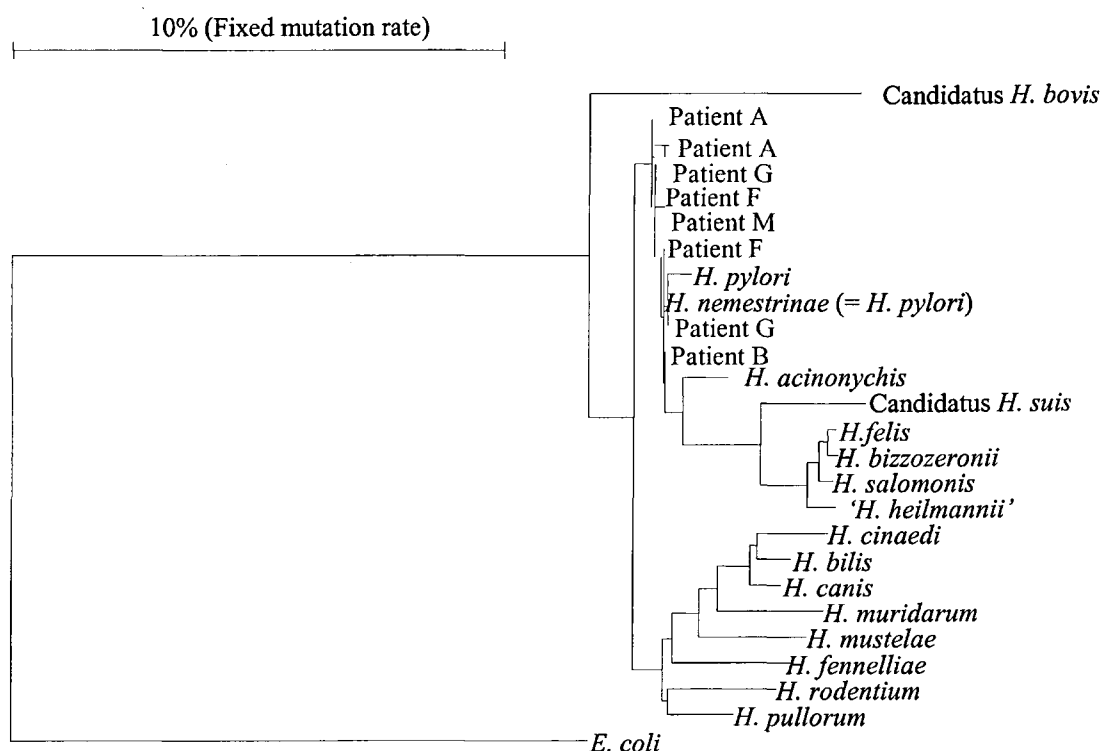 10% (Fixed mutation rate)
Candidatus H. bovis
Patient A
Patient A
Patient G
Patient F
Patient M
Patient F
H. pylori
H. nemestrinae (= H. pylori)
Patient G
Patient B
H. acinonychis
Candidatus H. suis
H.felis
H. bizzozeronii
H. salomonis
‘H. heilmannii’
H. cinaedi
H. bilis
H. canis
H. muridarum
H. mustelae
H. fennelliae
H. rodentium
H. pullorum
E. coli